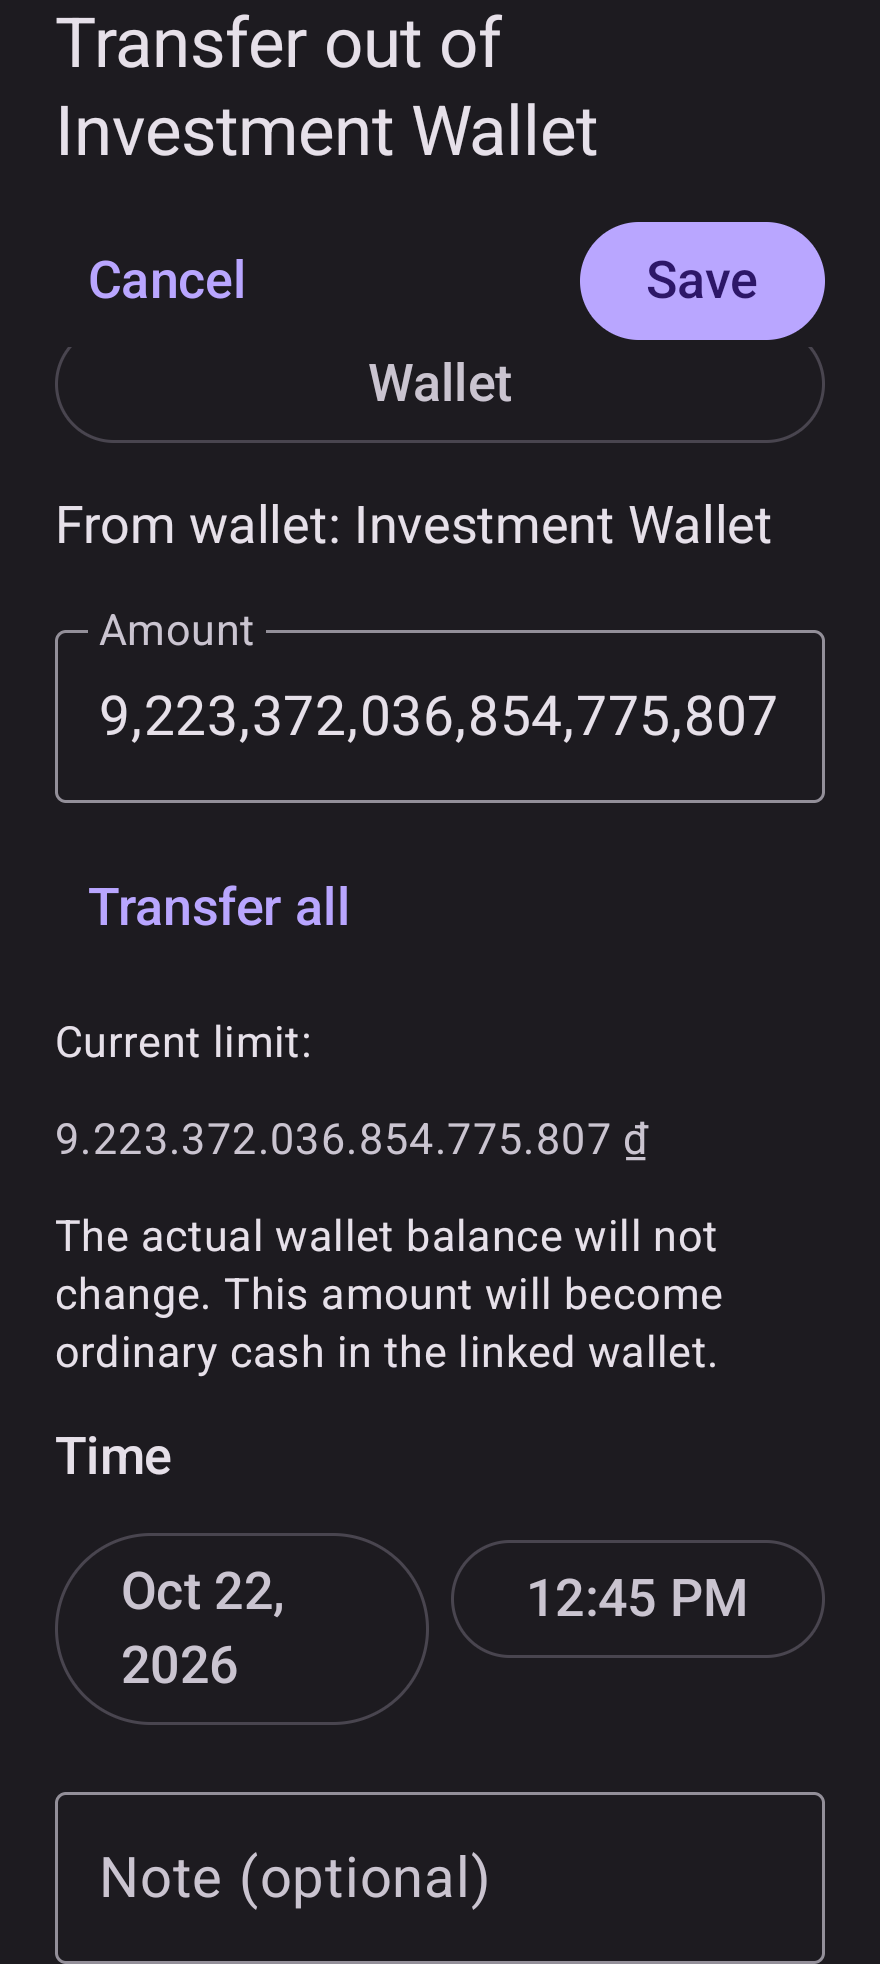 Transfer out of
Investment Wallet
Cancel
Save
Wallet
From wallet: Investment Wallet
Amount
9,223,372,036,854,775,807
Transfer all
Current limit:
9.223.372.036.854.775.807 ₫
The actual wallet balance will not
change. This amount will become
ordinary cash in the linked wallet.
Time
Oct 22,
2026
12:45 PM
Note (optional)